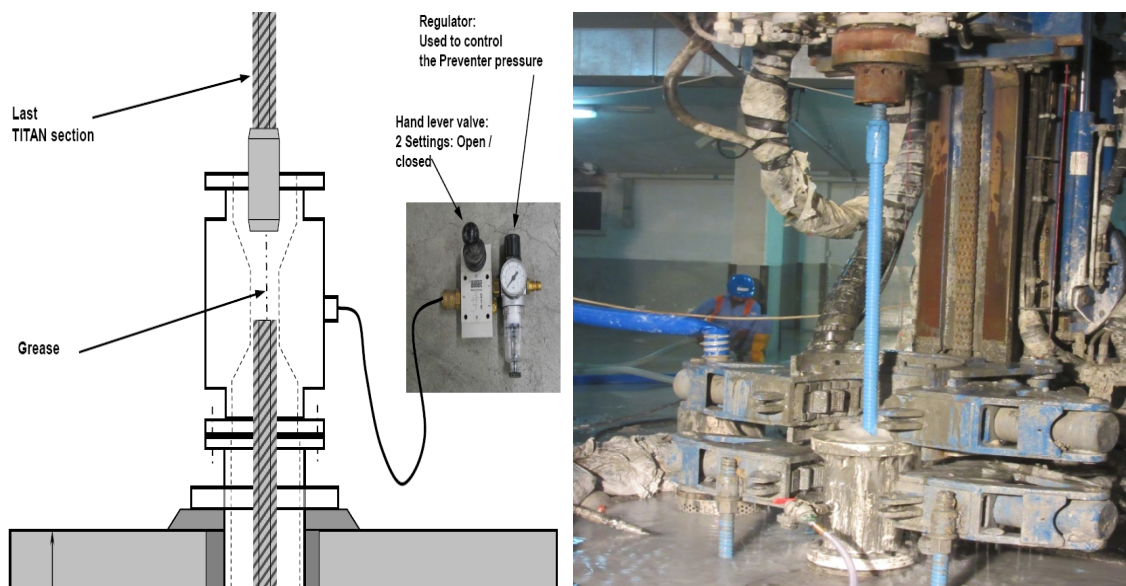 Regulator:
Used to control
the Preventer pressure
Last
TITAN section
Hand lever valve:
2 Settings: Open /
closed
Grease